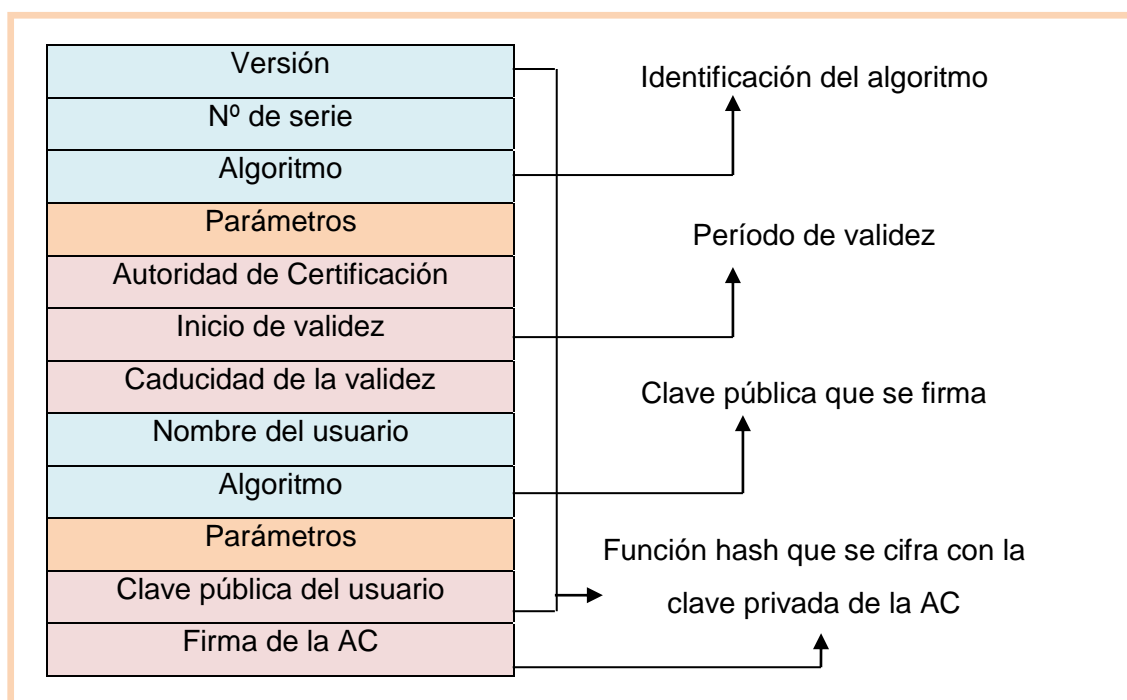 Versión
Nº de serie
Algoritmo
Parámetros
Autoridad de Certificación
Inicio de validez
Caducidad de la validez
Nombre del usuario
Algoritmo
Parámetros
Clave pública del usuario
Firma de la AC
Identificación del algoritmo
Período de validez
Clave pública que se firma
Función hash que se cifra con la
clave privada de la AC